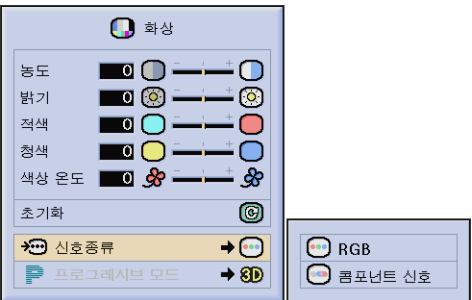 화상
농도 0
밝기 0
적색 0
청색 0
색상 온도 0
초기화
신호종류
P 프로그레시브 모드 3D
RGB
콤포넌트 신호